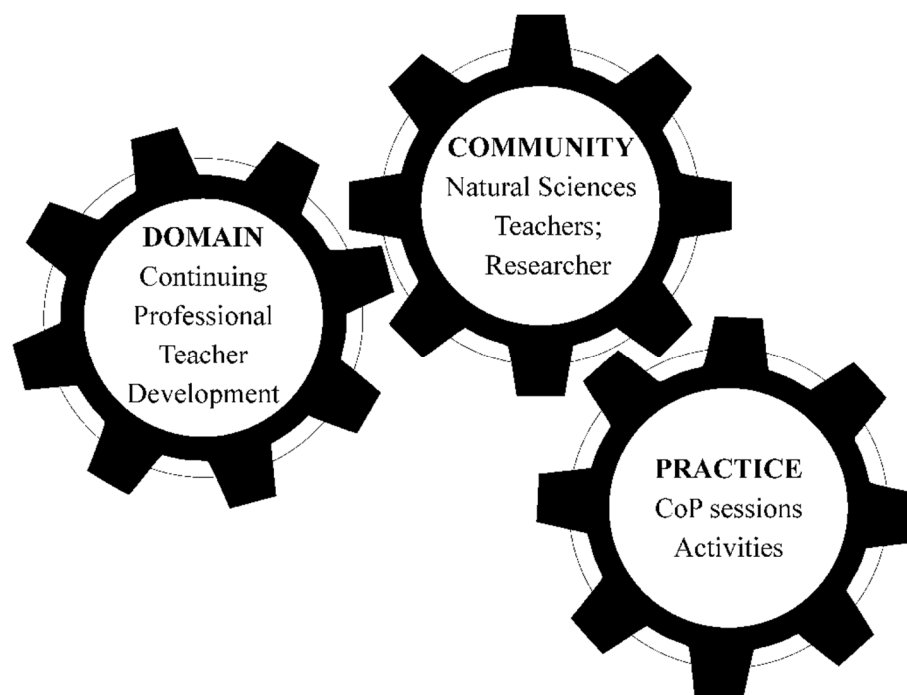 COMMUNITY
Natural Sciences
Teachers;
Researcher
DOMAIN
Continuing
Professional
Teacher
Development
PRACTICE
CoP sessions
Activities